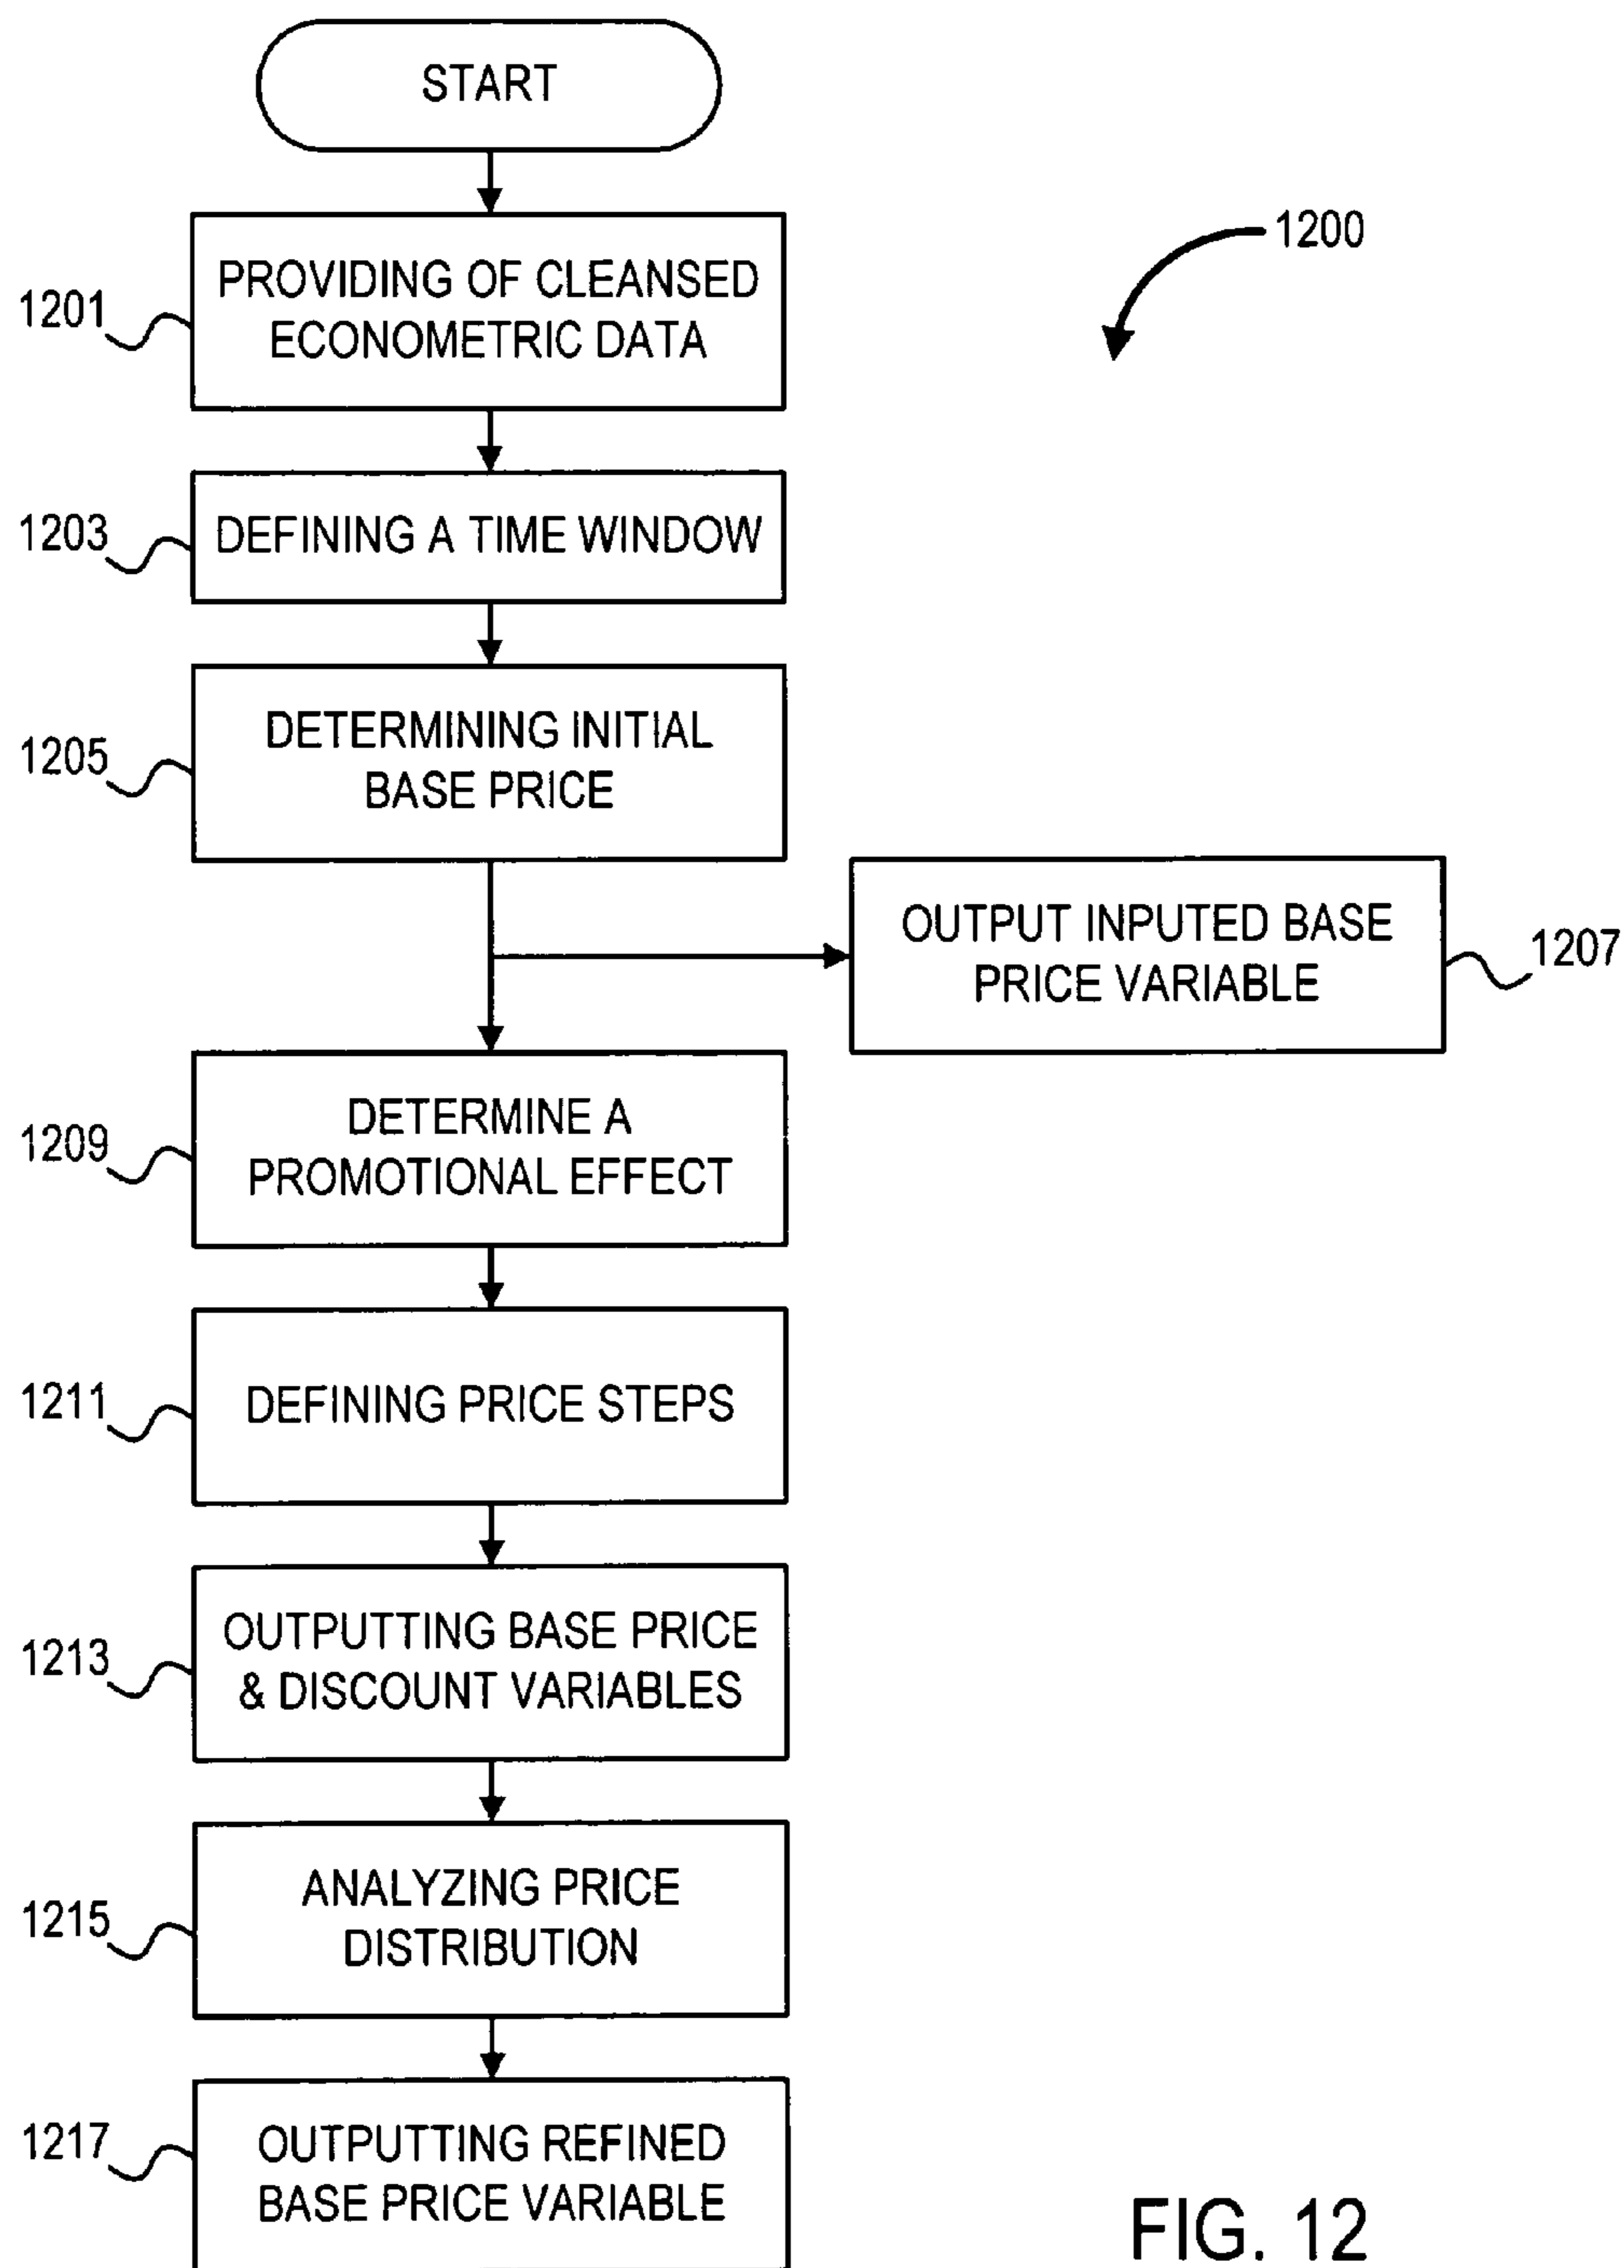 START
1200
1201
PROVIDING OF CLEANSED
ECONOMETRIC DATA
1203
DEFINING A TIME WINDOW
1205
DETERMINING INITIAL
BASE PRICE
OUTPUT INPUTED BASE
PRICE VARIABLE
1207
1209
DETERMINE A
PROMOTIONAL EFFECT
1211
DEFINING PRICE STEPS
1213
OUTPUTTING BASE PRICE
& DISCOUNT VARIABLES
1215
ANALYZING PRICE
DISTRIBUTION
1217
OUTPUTTING REFINED
BASE PRICE VARIABLE
FIG. 12